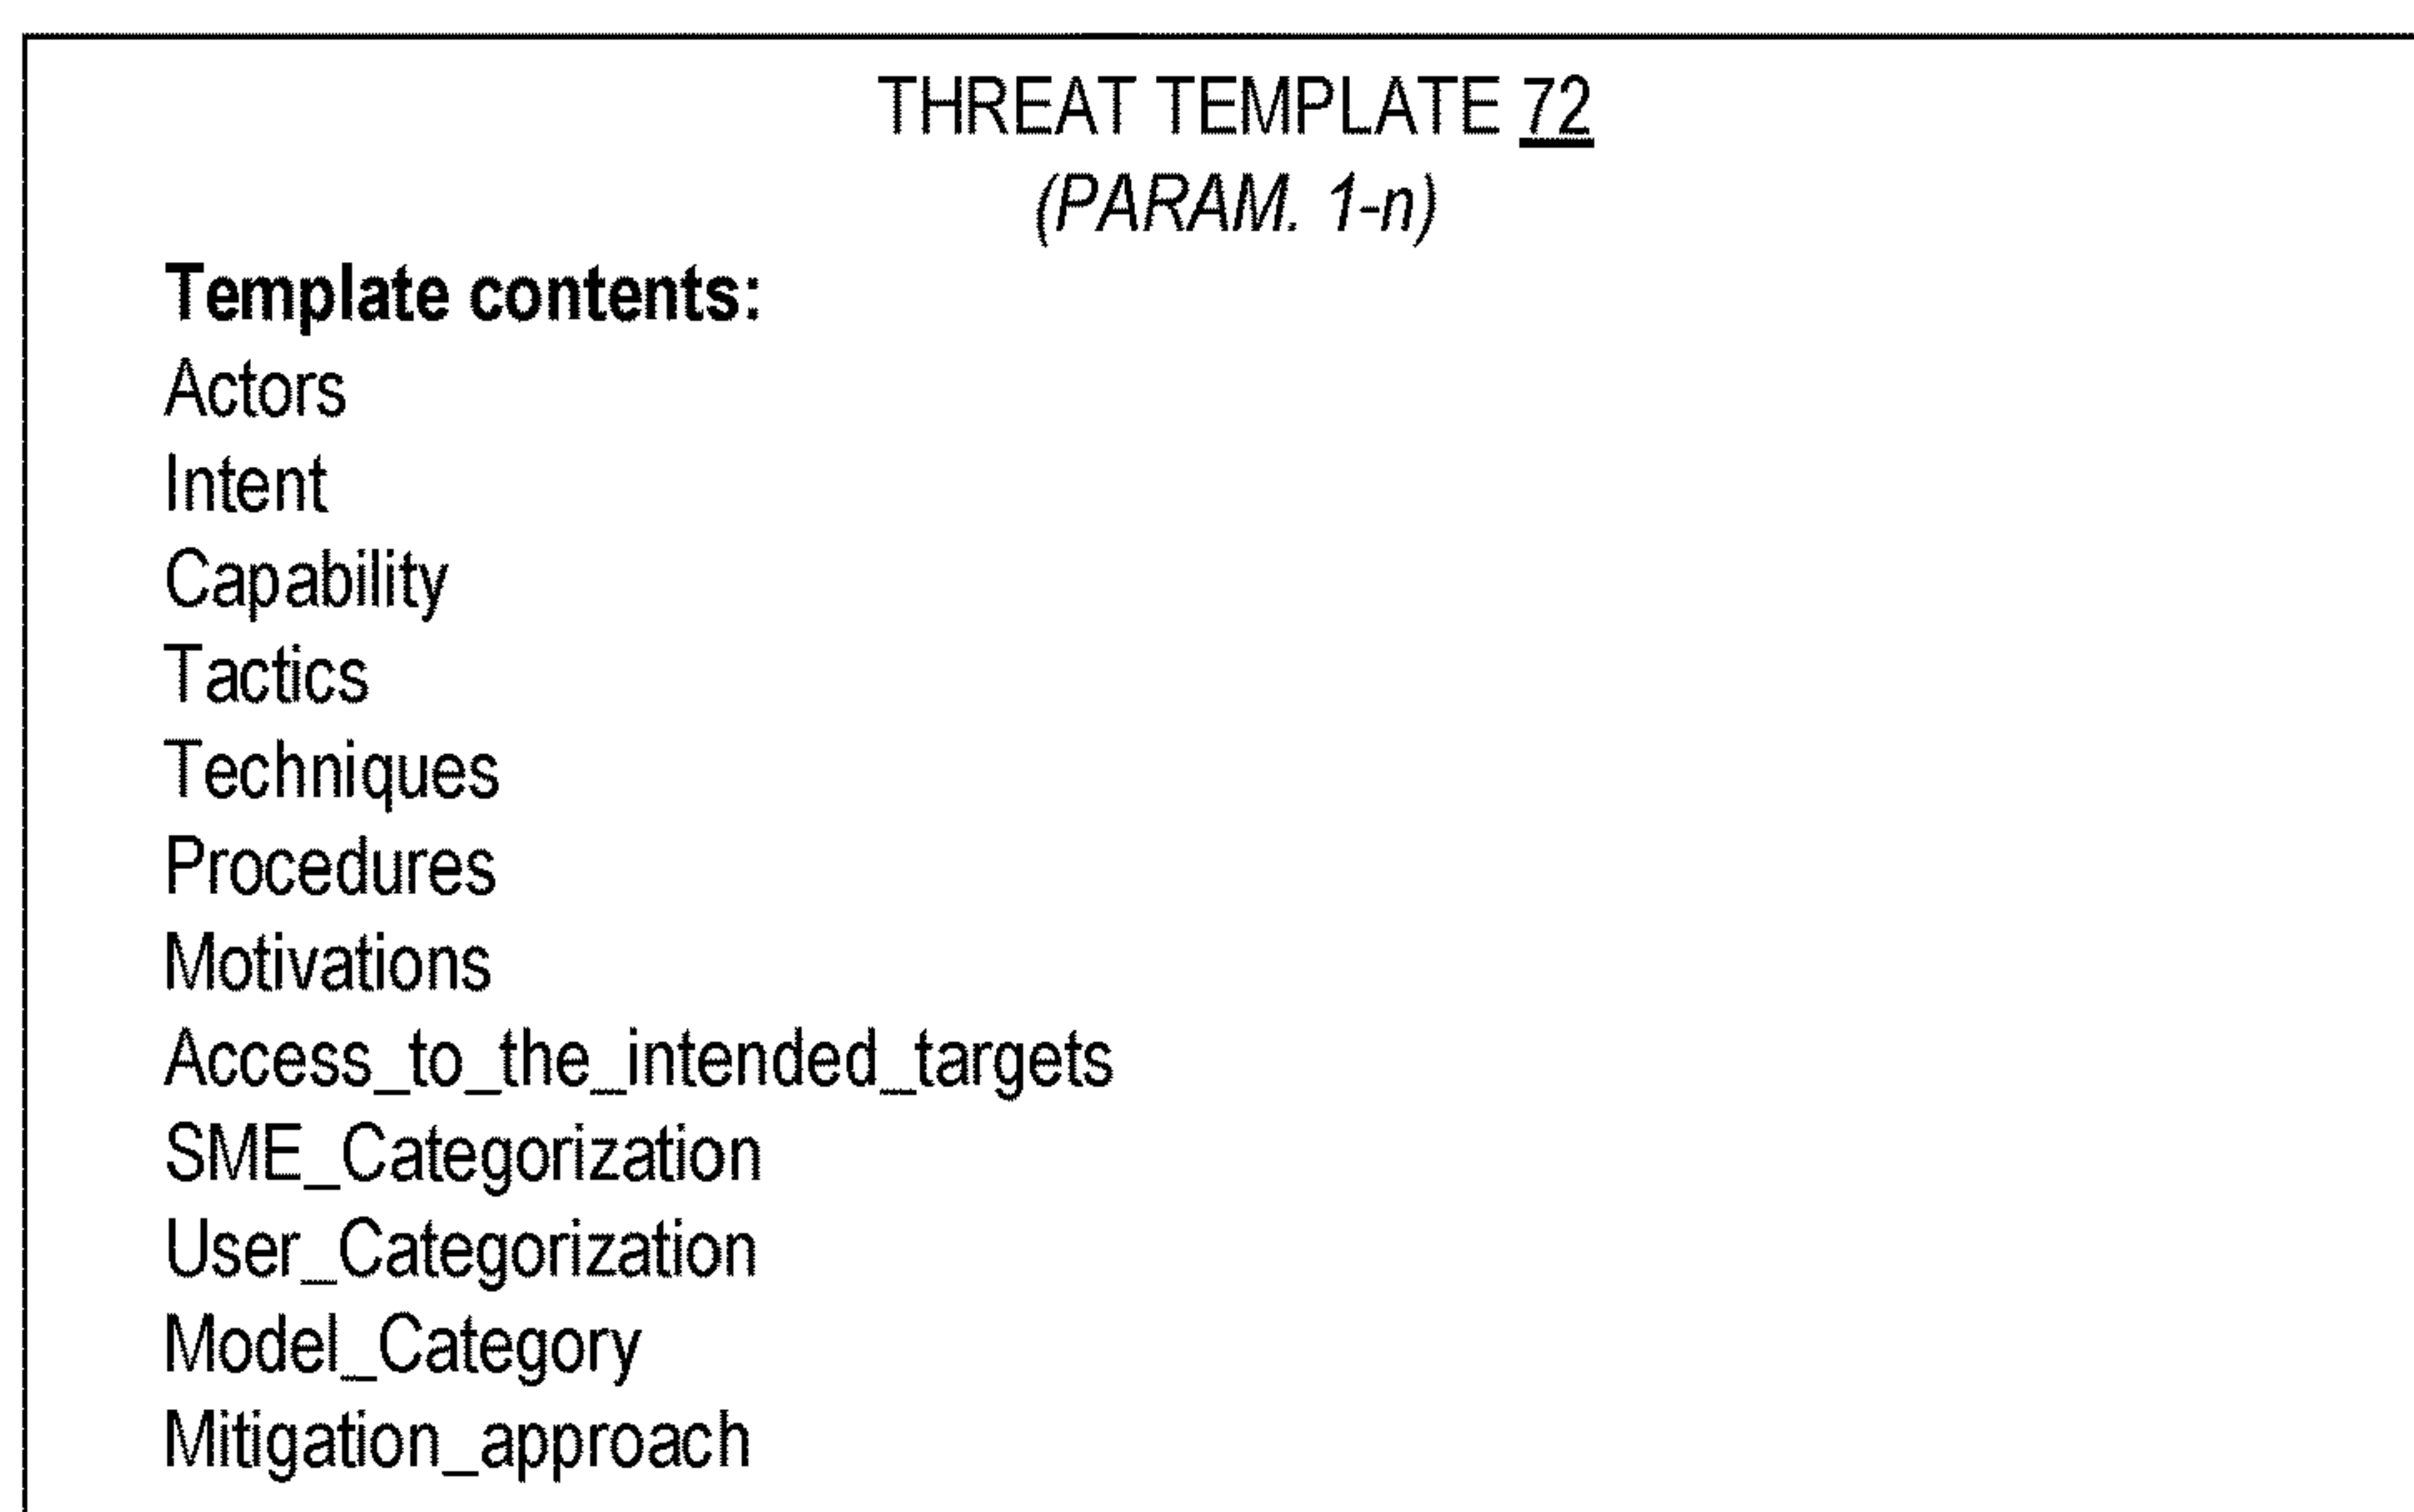 THREAT TEMPLATE 72
(PARAM. 1-n)
Template contents:
Actors
Intent
Capability
Tactics
Techniques
Procedures
Motivations
Access_to_the_intended_targets
SME_Categorization
User_Categorization
Model_Category
Mitigation_approach